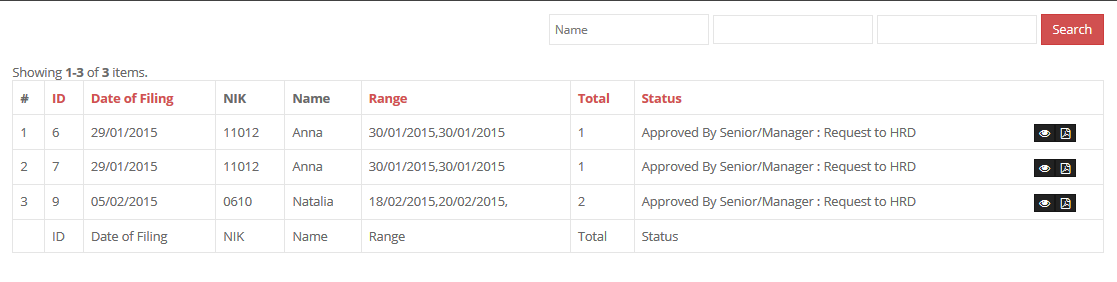 Name Search
Showing 1-3 of 3 items.
# ID Date of Filing NIK Name Range Total Status
1 6 29/01/2015 11012 Anna 30/01/2015,30/01/2015 1 Approved By Senior/Manager : Request to HRD
2 7 29/01/2015 11012 Anna 30/01/2015,30/01/2015 1 Approved By Senior/Manager : Request to HRD
3 9 05/02/2015 0610 Natalia 18/02/2015,20/02/2015, 2 Approved By Senior/Manager : Request to HRD
ID Date of Filing NIK Name Range Total Status